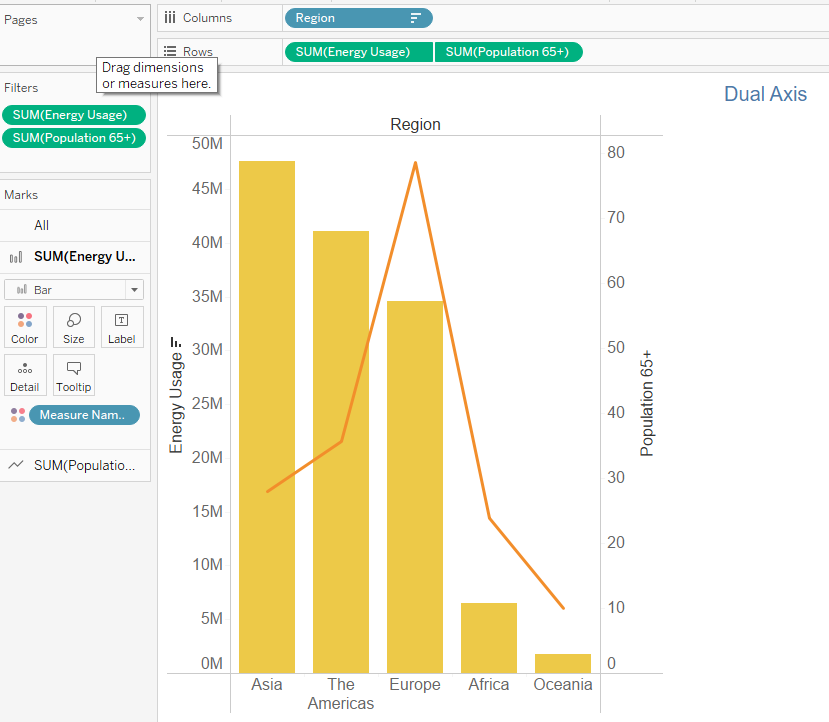 Pages
Columns
Region
Rows
SUM(Energy Usage)
SUM(Population 65+)
Drag dimensions
or measures here.
Filters
SUM(Energy Usage)
SUM(Population 65+)
Marks
All
SUM(Energy U...
Bar
Color
Size
Label
Detail
Tooltip
Measure Nam..
SUM(Populatio...
Dual Axis
Region
50M
45M
40M
35M
30M
25M
20M
15M
10M
5M
0M
Energy Usage
80
70
60
50
40
30
20
10
0
Population 65+
Asia
The
Americas
Europe
Africa
Oceania